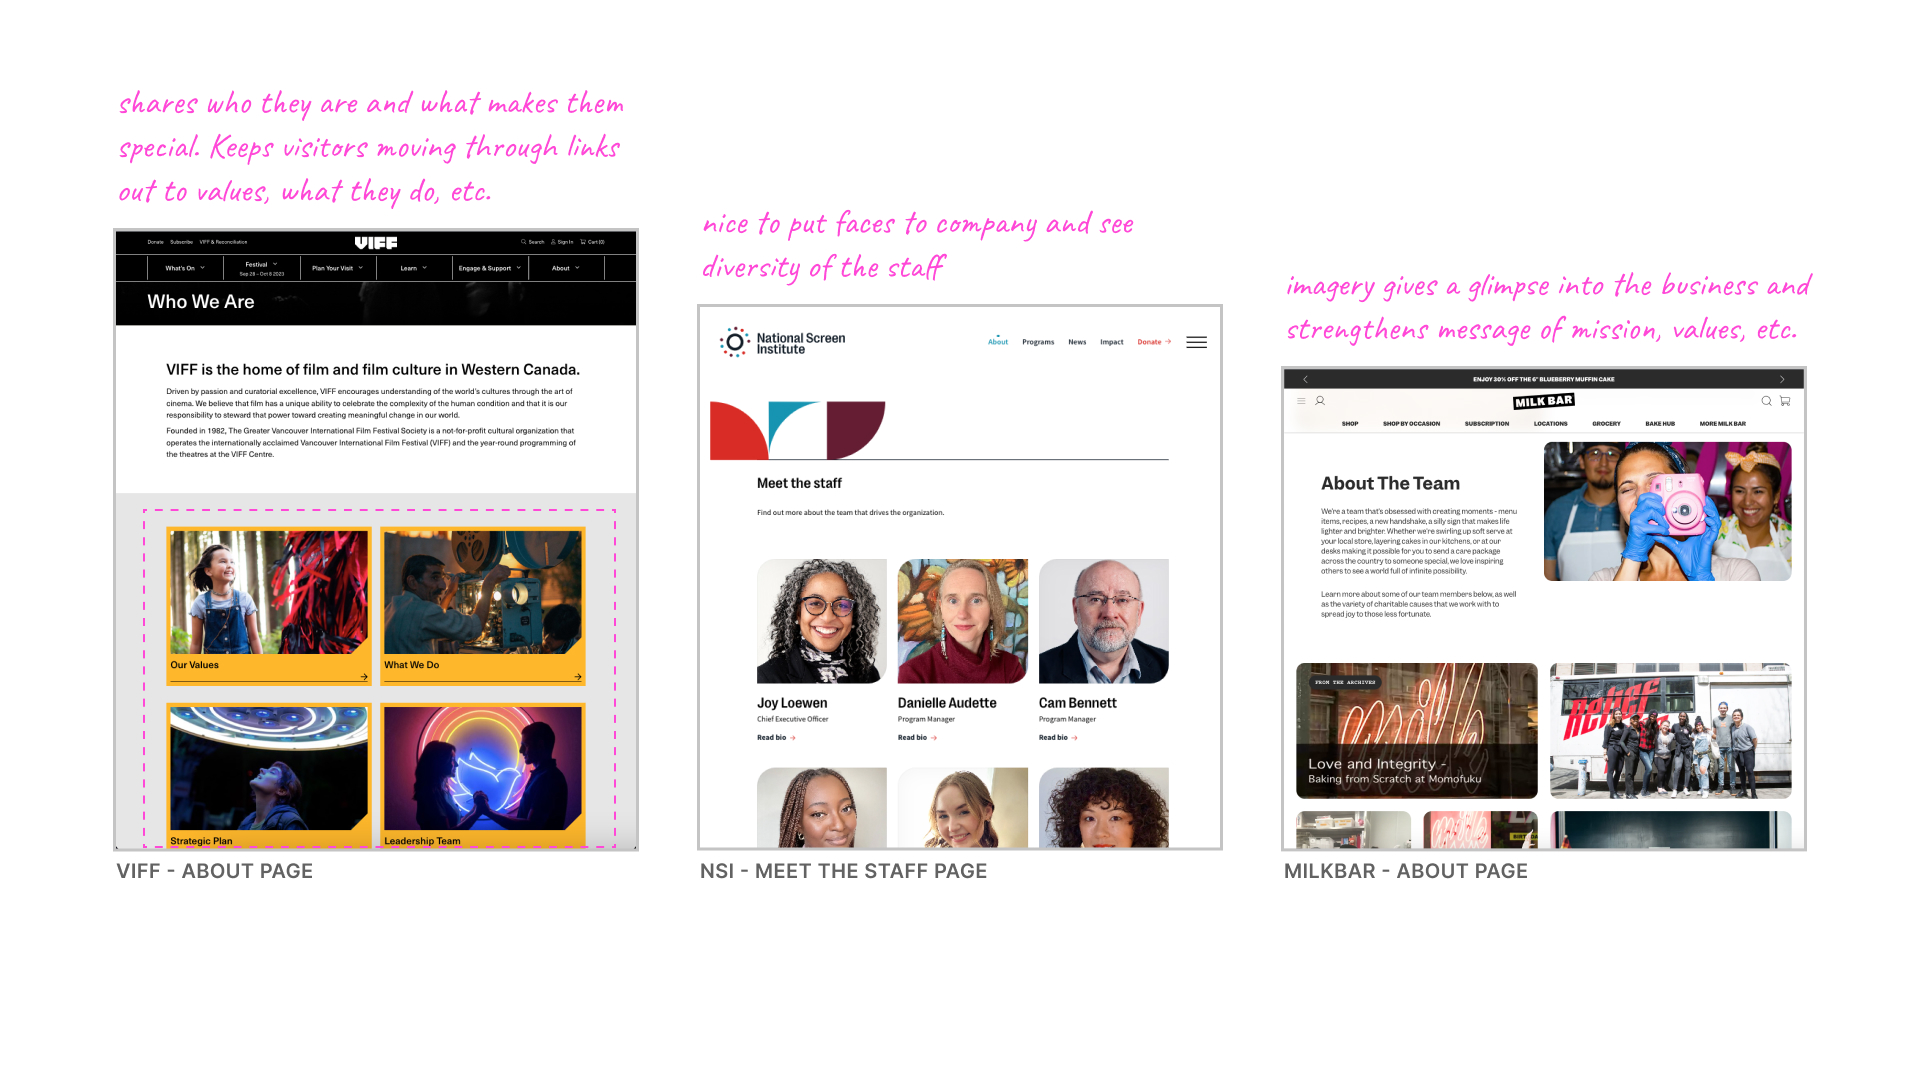 shares who they are and what makes them
special. Keeps visitors moving through links
out to values, what they do, etc.
Donate Subscribe VIFF & Reconciliation
VIFF
Search Sign In Cart (0)
What's On
Festival
Sep 28 - Oct 8 2023
Plan Your Visit
Learn
Engage & Support
About
Who We Are
VIFF is the home of film and film culture in Western Canada.
Driven by passion and curatorial excellence, VIFF encourages understanding of the world's cultures through the art of
cinema. We believe that film has a unique ability to celebrate the complexity of the human condition and that it is our
responsibility to steward that power toward creating meaningful change in our world.
Founded in 1982, The Greater Vancouver International Film Festival Society is a not-for-profit cultural organization that
operates the internationally acclaimed Vancouver International Film Festival (VIFF) and the year-round programming of
the theatres at the VIFF Centre.
Our Values
What We Do
Strategic Plan
Leadership Team
VIFF - ABOUT PAGE
nice to put faces to company and see
diversity of the staff
National Screen
Institute
About Programs News Impact Donate
Meet the staff
Find out more about the team that drives the organization.
Joy Loewen
Chief Executive Officer
Read bio
Danielle Audette
Program Manager
Read bio
Cam Bennett
Program Manager
Read bio
NSI - MEET THE STAFF PAGE
imagery gives a glimpse into the business and
strengthens message of mission, values, etc.
ENJOY 30% OFF THE 6" BLUEBERRY MUFFIN CAKE
MILK BAR
SHOP SHOP BY OCCASION SUBSCRIPTION LOCATIONS GROCERY BAKE HUB MORE MILK BAR
About The Team
We're a team that's obsessed with creating moments - menu
items, recipes, a new handshake, a silly sign that makes life
lighter and brighter. Whether we're swirling up soft serve at
your local store, layering cakes in our kitchens, or at our
desks making it possible for you to send a care package
across the country to someone special, we love inspiring
others to see a world full of infinite possibility.
Learn more about some of our team members below, as well
as the variety of charitable causes that we work with to
spread joy to those less fortunate.
FROM THE ARCHIVES
milk
Love and Integrity -
Baking from Scratch at Momofuku
MILKBAR - ABOUT PAGE